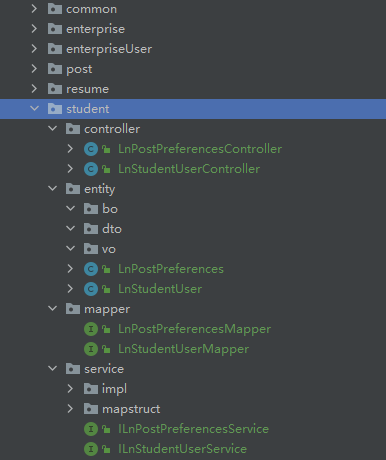 common
enterprise
enterpriseUser
post
resume
student
controller
LnPostPreferencesController
LnStudentUserController
entity
bo
dto
vo
LnPostPreferences
LnStudentUser
mapper
LnPostPreferencesMapper
LnStudentUserMapper
service
impl
mapstruct
ILnPostPreferencesService
ILnStudentUserService